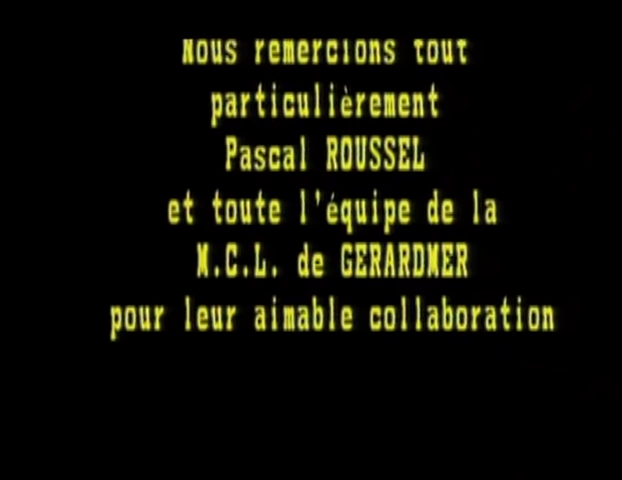 Nous remercions tout
particulièrement
Pascal ROUSSEL
et toute l'équipe de la
M.C.L. de GERARDMER
pour leur aimable collaboration